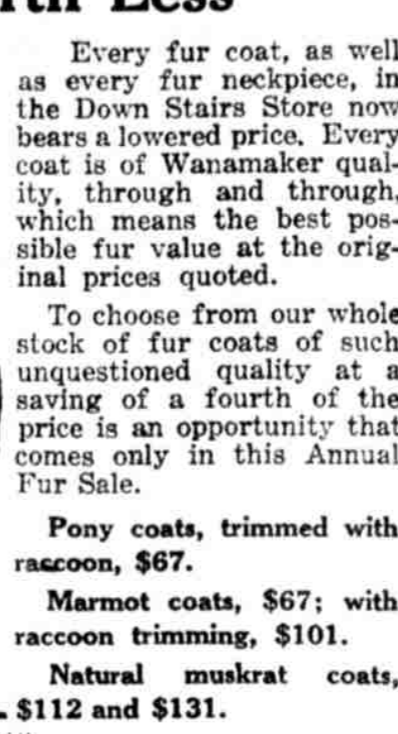 Less
Every fur coat, as well
as every fur neckpiece, in
the Down Stairs Store now
bears a lowered price. Every
coat is of Wanamaker qual-
ity, through and through,
which means the best pos-
sible fur value at the orig-
inal prices quoted.
To choose from our whole
stock of fur coats of such
unquestioned quality at a
saving of a fourth of the
price is an opportunity that
comes only in this Annual
Fur Sale.
Pony coats, trimmed with
raccoon, $67.
Marmot coats, $67; with
raccoon trimming, $101.
Natural muskrat coats,
$112 and $131.